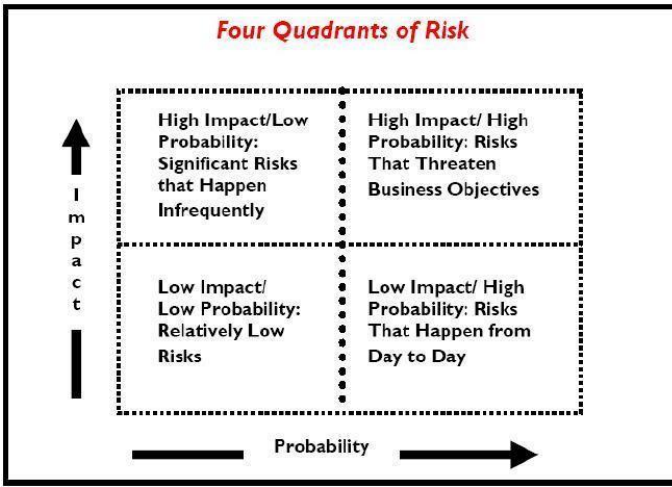 Four Quadrants of Risk
High Impact/Low
Probability:
Significant Risks
that Happen
Infrequently
High Impact/ High
Probability: Risks
That Threaten
Business Objectives
Impact
Low Impact/
Low Probability:
Relatively Low
Risks
Low Impact/ High
Probability: Risks
That Happen from
Day to Day
Probability